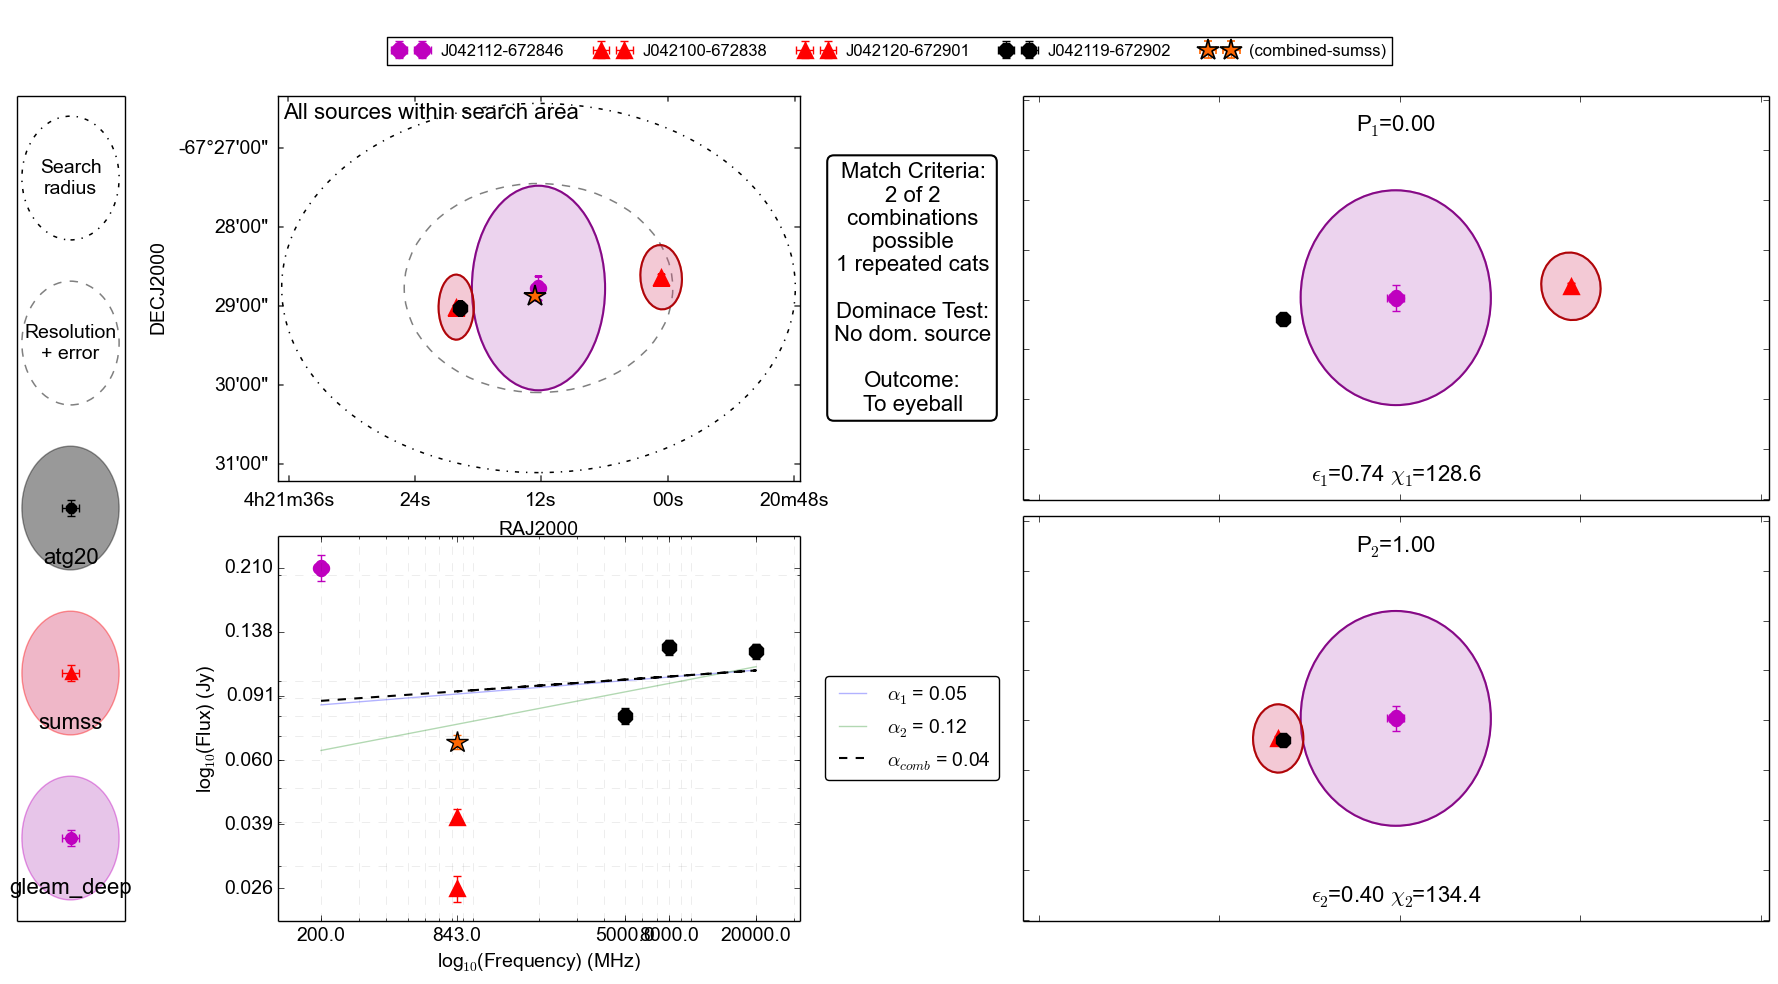 J042112-672846 J042100-672838 J042120-672901 J042119-672902 (combined-sumss)
Search
radius
Resolution
+ error
atg20
sumss
gleam_deep
All sources within search area
DECJ2000
-67°27'00"
28'00"
29'00"
30'00"
31'00"
4h21m36s 24s 12s 00s 20m48s
RAJ2000
Match Criteria:
2 of 2
combinations
possible
1 repeated cats
Dominace Test:
No dom. source
Outcome:
To eyeball
P1=0.00
ϵ1=0.74 χ1=128.6
P2=1.00
ϵ2=0.40 χ2=134.4
log10(Flux) (Jy)
0.210
0.138
0.091
0.060
0.039
0.026
200.0 843.0 5000.0 8000.0 20000.0
log10(Frequency) (MHz)
α1 = 0.05
α2 = 0.12
αcomb = 0.04